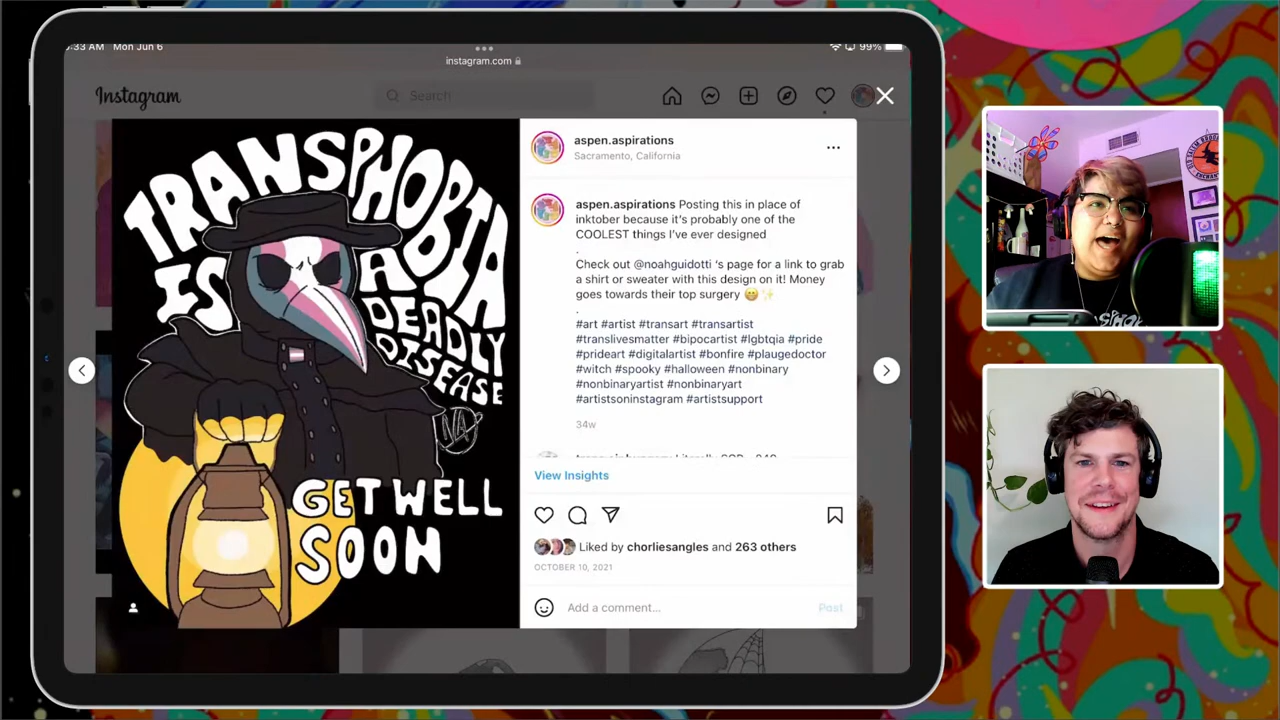 :33 AM Mon Jun 6
99%
instagram.com
Instagram
Search
TRANSPHOBIA
IS
A
DEADLY
DISEASE
GET WELL
SOON
aspen.aspirations
Sacramento, California
aspen.aspirations Posting this in place of
inktober because it's probably one of the
COOLEST things I've ever designed
.
Check out @noahguidotti 's page for a link to grab
a shirt or sweater with this design on it! Money
goes towards their top surgery 😁✨
.
#art #artist #transart #transartist
#translivesmatter #bipocartist #lgbtqia #pride
#prideart #digitalartist #bonfire #plaugedoctor
#witch #spooky #halloween #nonbinary
#nonbinaryartist #nonbinaryart
#artistsoninstagram #artistsupport
34w
View Insights
Liked by chorliesangles and 263 others
OCTOBER 10, 2021
Add a comment...
Post